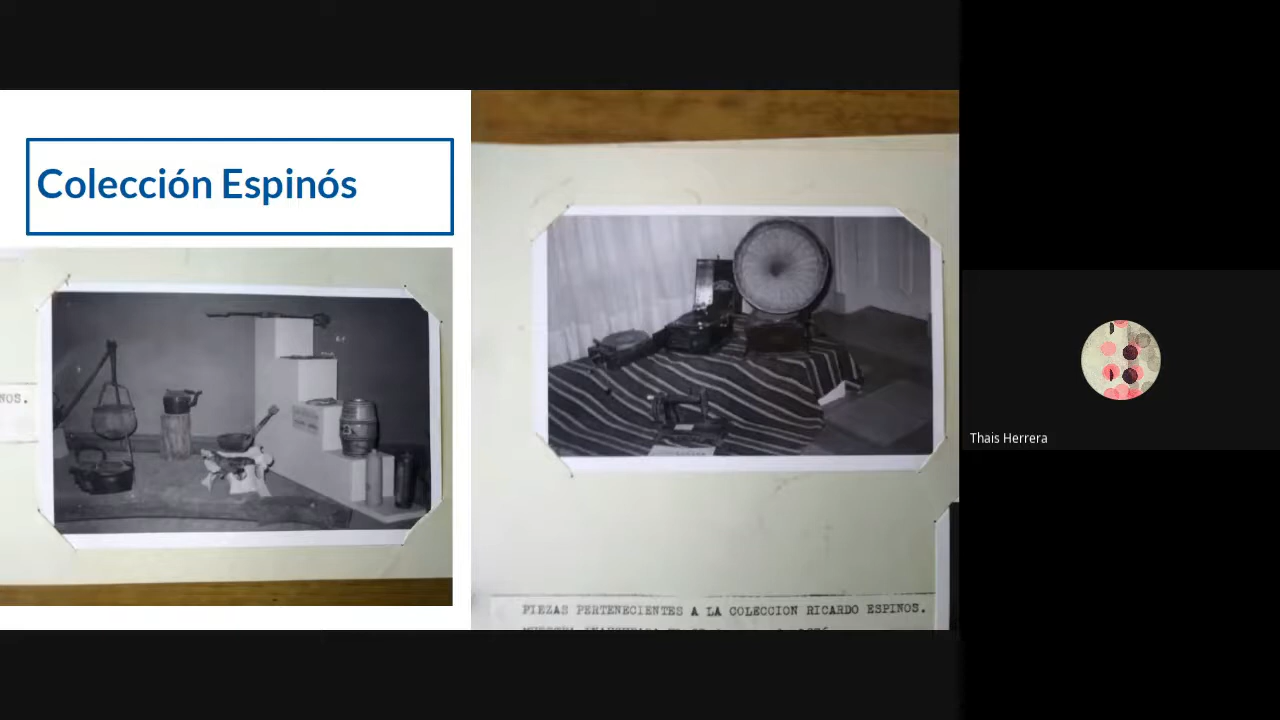 Colección Espinós
NOS.
PIEZAS PERTENECIENTES A LA COLECCION RICARDO ESPINOS.
Thais Herrera